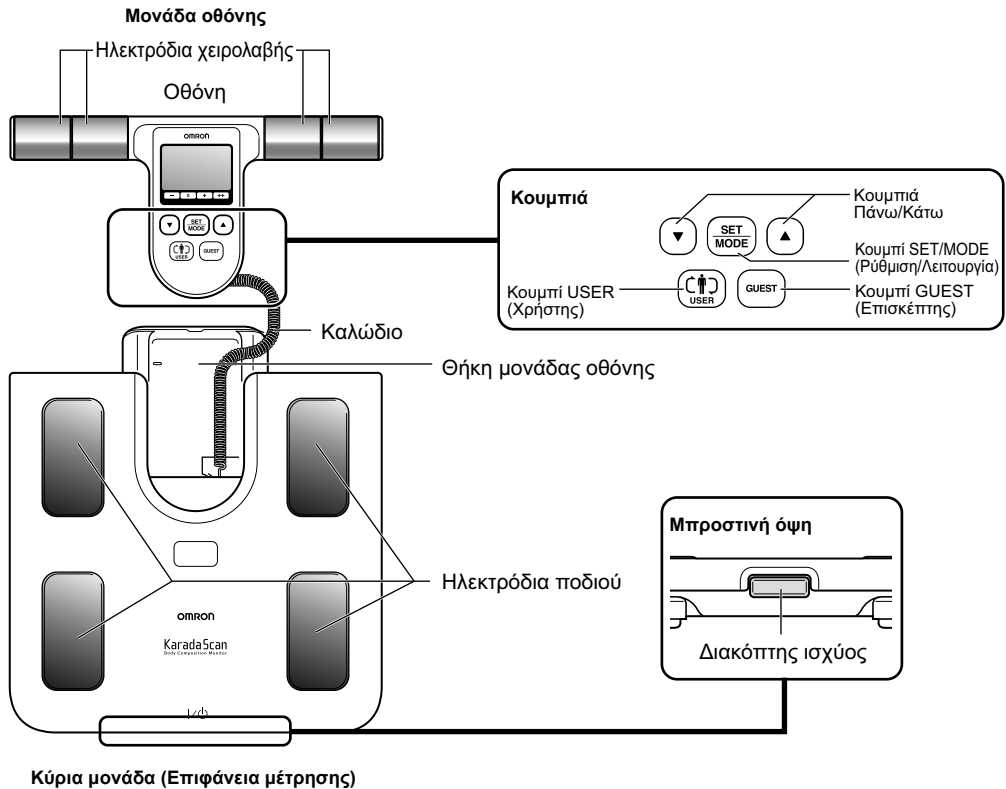 Μονάδα οθόνης
Ηλεκτρόδια χειρολαβής
Οθόνη
OMRON
− 0 + ++
SET
MODE
USER
GUEST
Κουμπιά
SET
MODE
USER
GUEST
Κουμπιά
Πάνω/Κάτω
Κουμπί SET/MODE
(Ρύθμιση/Λειτουργία)
Κουμπί USER
(Χρήστης)
Κουμπί GUEST
(Επισκέπτης)
Καλώδιο
Θήκη μονάδας οθόνης
Ηλεκτρόδια ποδιού
OMRON
KaradaScan
Body Composition Monitor
Μπροστινή όψη
Διακόπτης ισχύος
Κύρια μονάδα (Επιφάνεια μέτρησης)